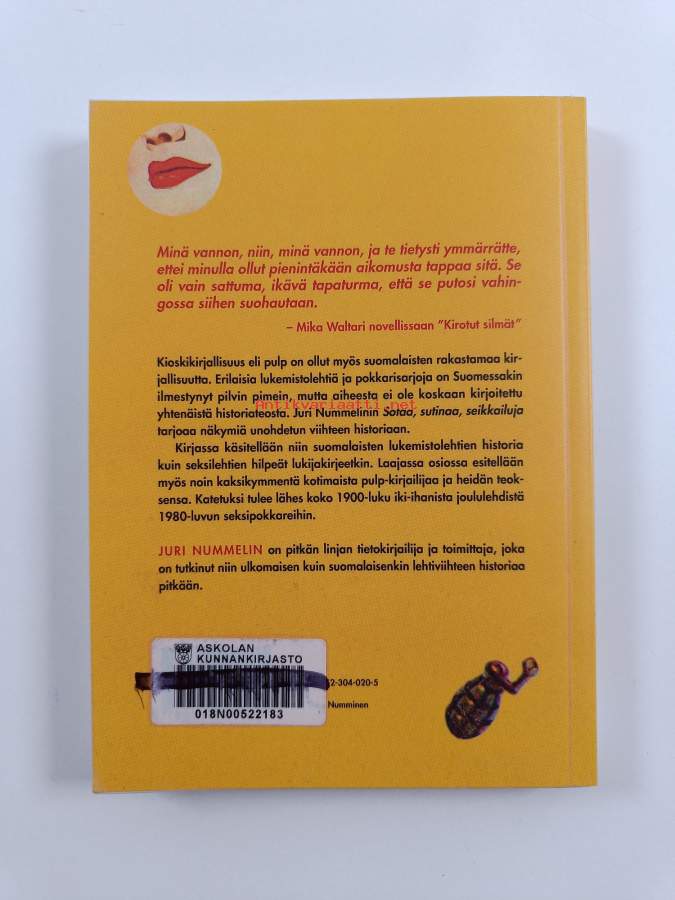 Minä vannon, niin, minä vannon, ja te tietysti ymmärrätte,
ettei minulla ollut pienintäkään aikomusta tappaa sitä. Se
oli vain sattuma, ikävä tapaturma, että se putosi vahin-
gossa siihen suohautaan.
– Mika Waltari novellissaan ”Kirotut silmät”
Kioskikirjallisuus eli pulp on ollut myös suomalaisten rakastamaa kir-
jallisuutta. Erilaisia lukemistolehtiä ja pokkarisarjoja on Suomessakin
ilmestynyt pilvin pimein, mutta aiheesta ei ole koskaan kirjoitettu
yhtenäistä historiateosta. Juri Nummelinin Sotaa, sutinaa, seikkailuja
Antikvariaatti.net
tarjoaa näkymiä unohdetun viihteen historiaan.
Kirjassa käsitellään niin suomalaisten lukemistolehtien historia
kuin seksilehtien hilpeät lukijakirjeetkin. Laajassa osiossa esitellään
myös noin kaksikymmentä kotimaista pulp-kirjailijaa ja heidän teok-
sensa. Katetuksi tulee lähes koko 1900-luku iki-ihanista joululehdistä
1980-luvun seksipokkareihin.
JURI NUMMELIN on pitkän linjan tietokirjailija ja toimittaja, joka
on tutkinut niin ulkomaisen kuin suomalaisenkin lehtiviihteen historiaa
pitkään.
ASKOLAN
KUNNANKIRJASTO
52-304-020-5
018N00522183
Numminen